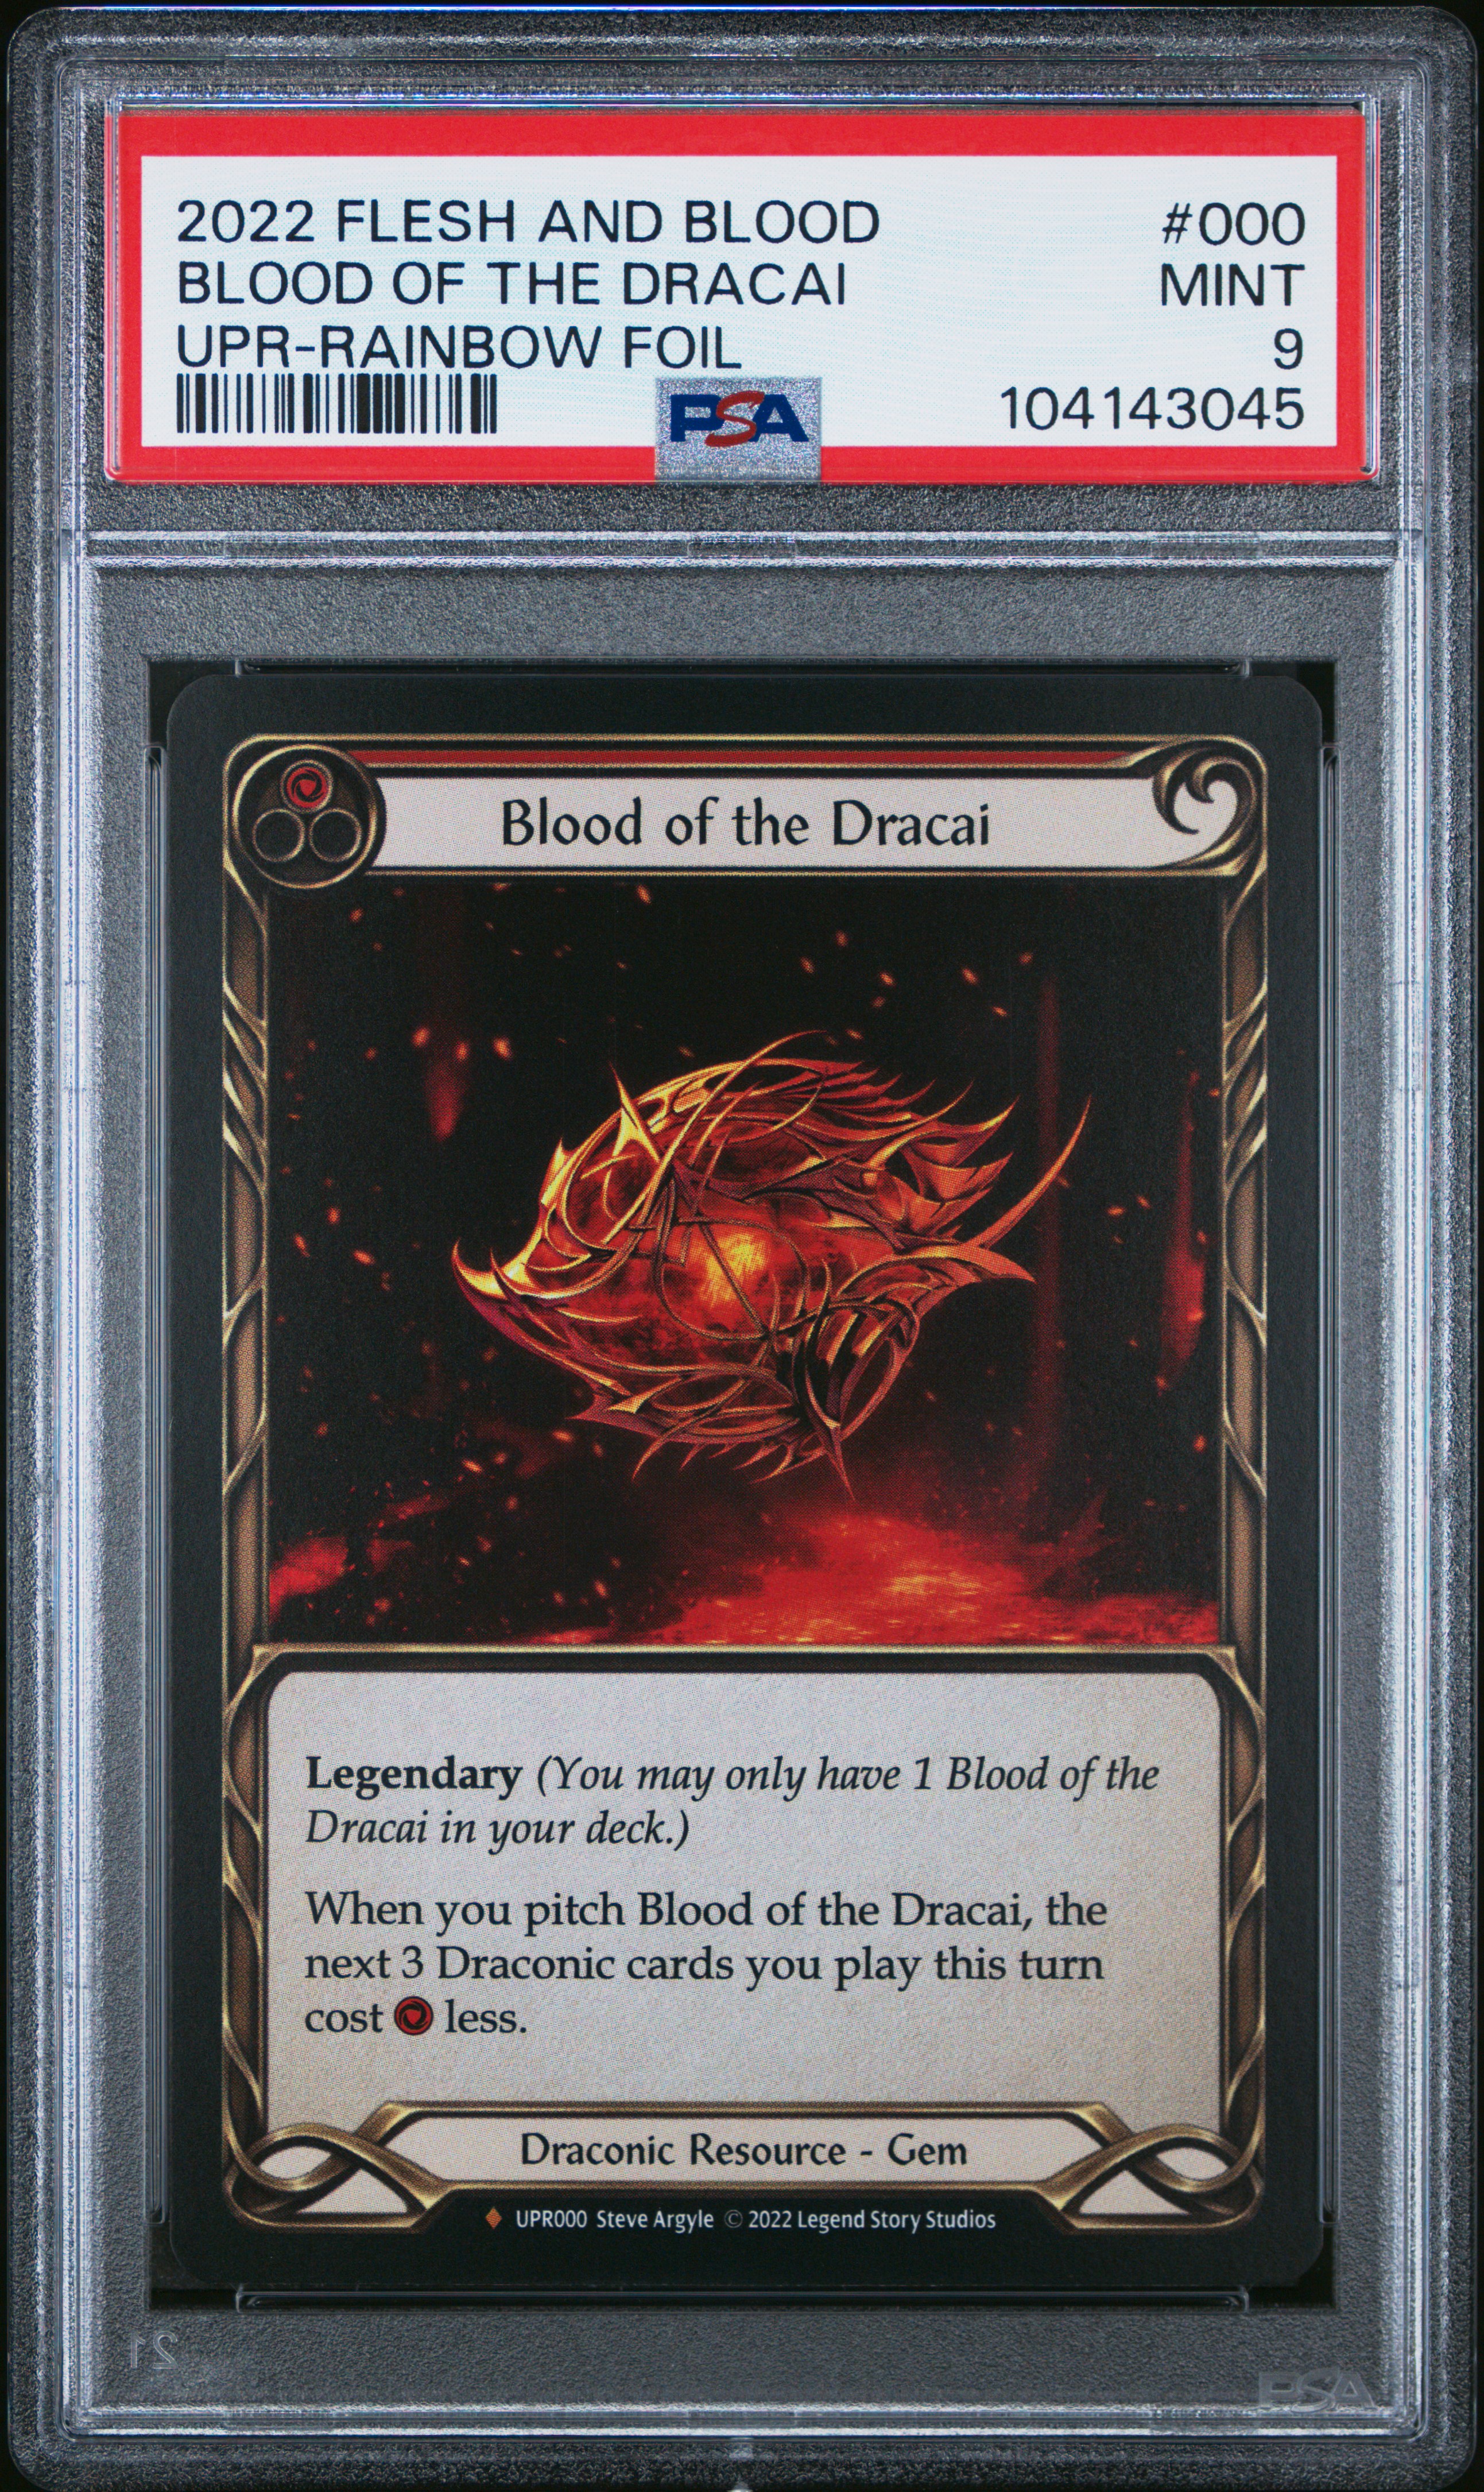 2022 FLESH AND BLOOD #000
BLOOD OF THE DRACAI MINT
UPR-RAINBOW FOIL 9
PSA 104143045
Blood of the Dracai
Legendary (You may only have 1 Blood of the
Dracai in your deck.)
When you pitch Blood of the Dracai, the
next 3 Draconic cards you play this turn
cost less.
Draconic Resource - Gem
UPR000 Steve Argyle © 2022 Legend Story Studios
21
PSA